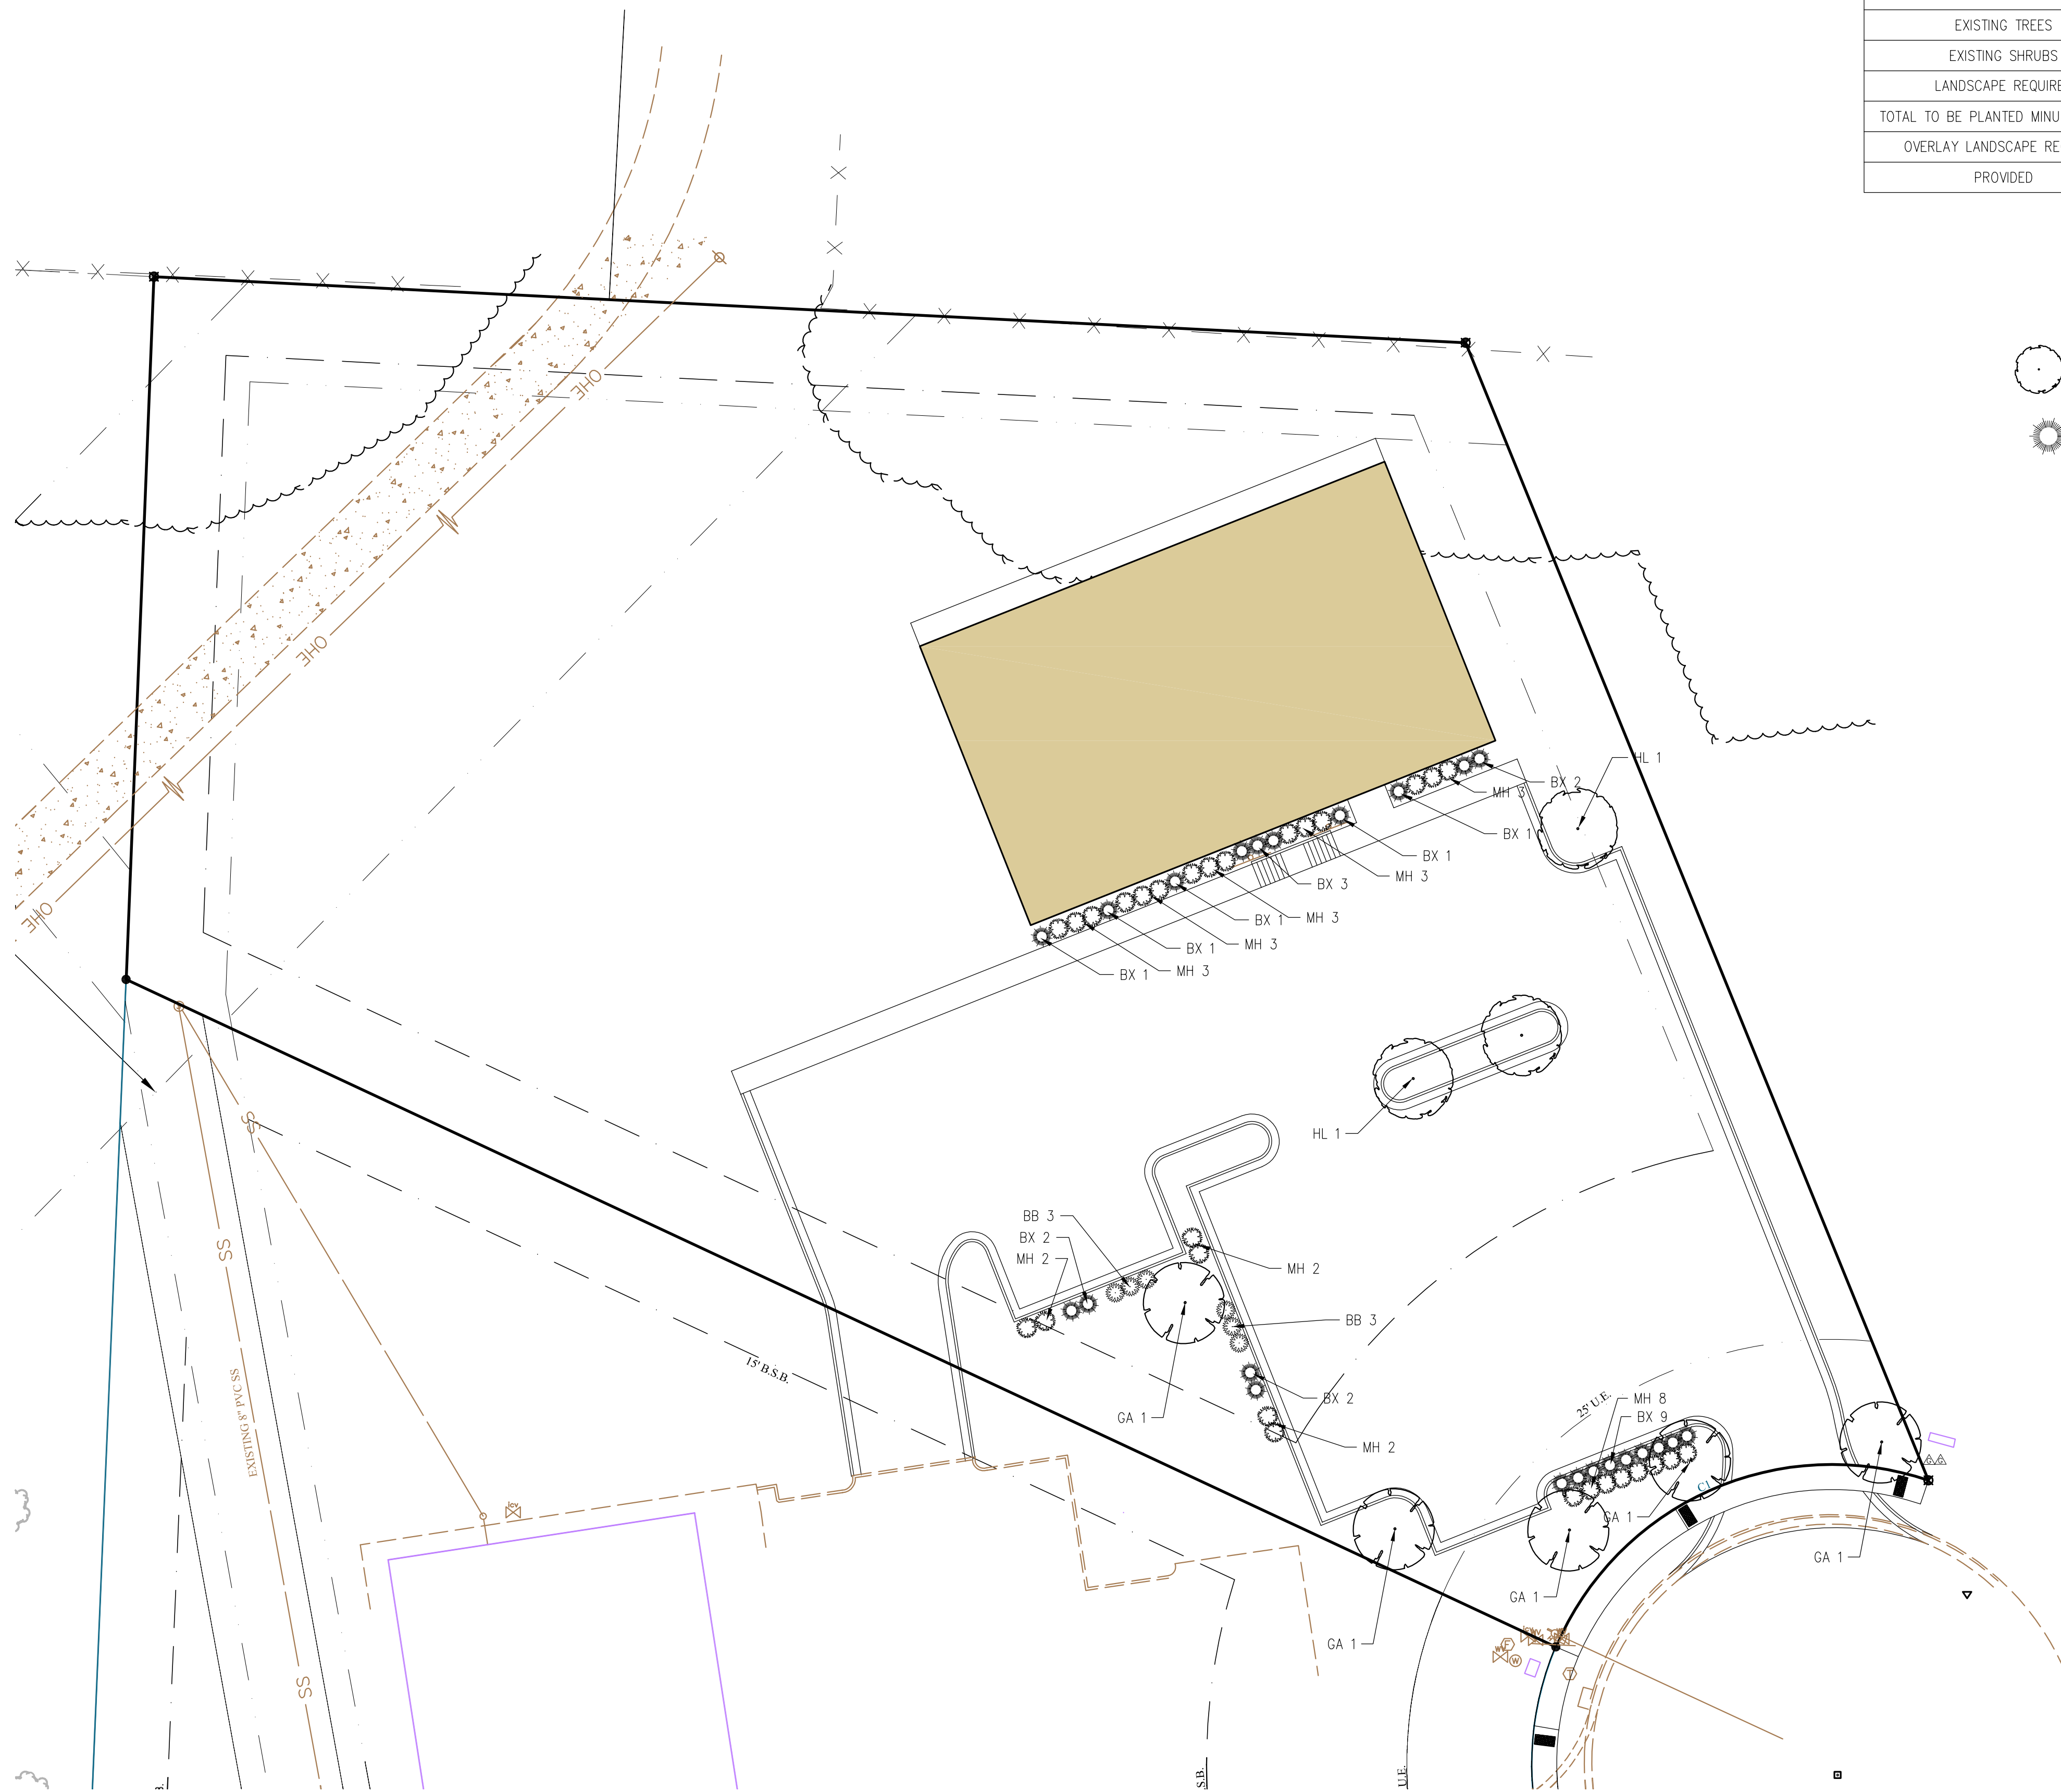 EXISTING TREES
EXISTING SHRUBS
LANDSCAPE REQUIRE
TOTAL TO BE PLANTED MINU
OVERLAY LANDSCAPE RE
PROVIDED
OHE
OHE
OHE
HL 1
BX 2
MH 3
BX 1
BX 1
MH 3
BX 3
MH 3
BX 1
MH 3
BX 1
MH 3
BX 1
HL 1
SS
BB 3
BX 2
MH 2
MH 2
SS
BB 3
15' B.S.B.
BX 2
25' U.E.
MH 8
BX 9
EXISTING 8" PVC SS
GA 1
MH 2
C1
GA 1
GA 1
GA 1
GA 1
SS
F
W
T
S.B.
U.E.